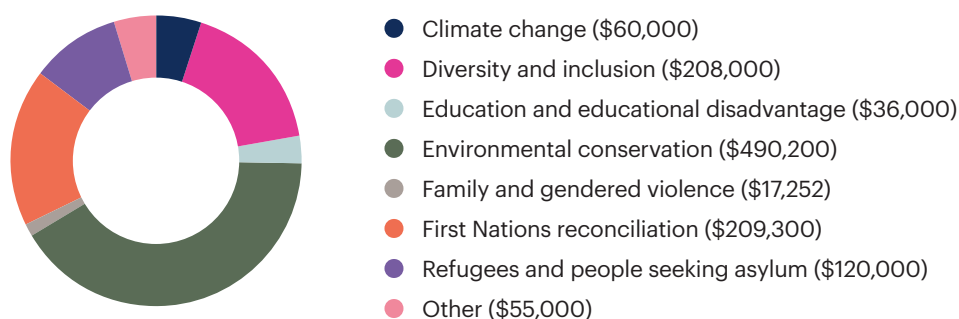 Climate change ($60,000)
Diversity and inclusion ($208,000)
Education and educational disadvantage ($36,000)
Environmental conservation ($490,200)
Family and gendered violence ($17,252)
First Nations reconciliation ($209,300)
Refugees and people seeking asylum ($120,000)
Other ($55,000)